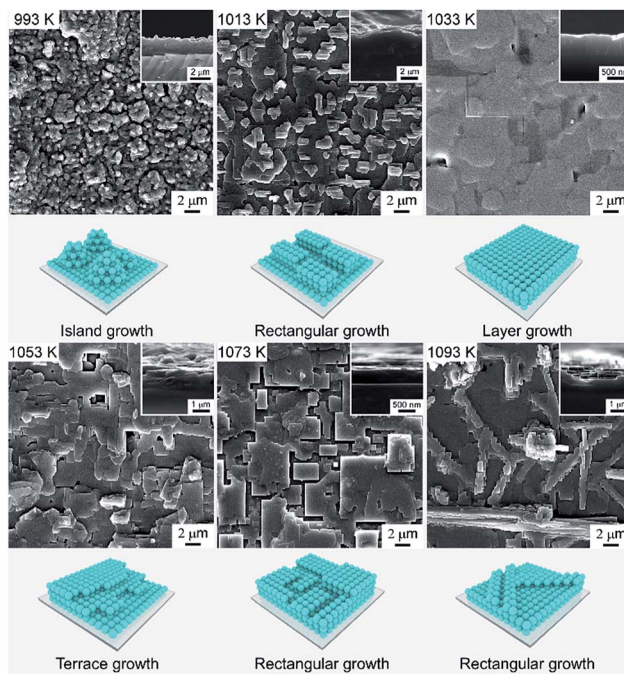 993 K
2 μm
2 μm
1013 K
2 μm
2 μm
1033 K
500 nm
2 μm
Island growth
Rectangular growth
Layer growth
1053 K
1 μm
2 μm
1073 K
500 nm
2 μm
1093 K
1 μm
2 μm
Terrace growth
Rectangular growth
Rectangular growth